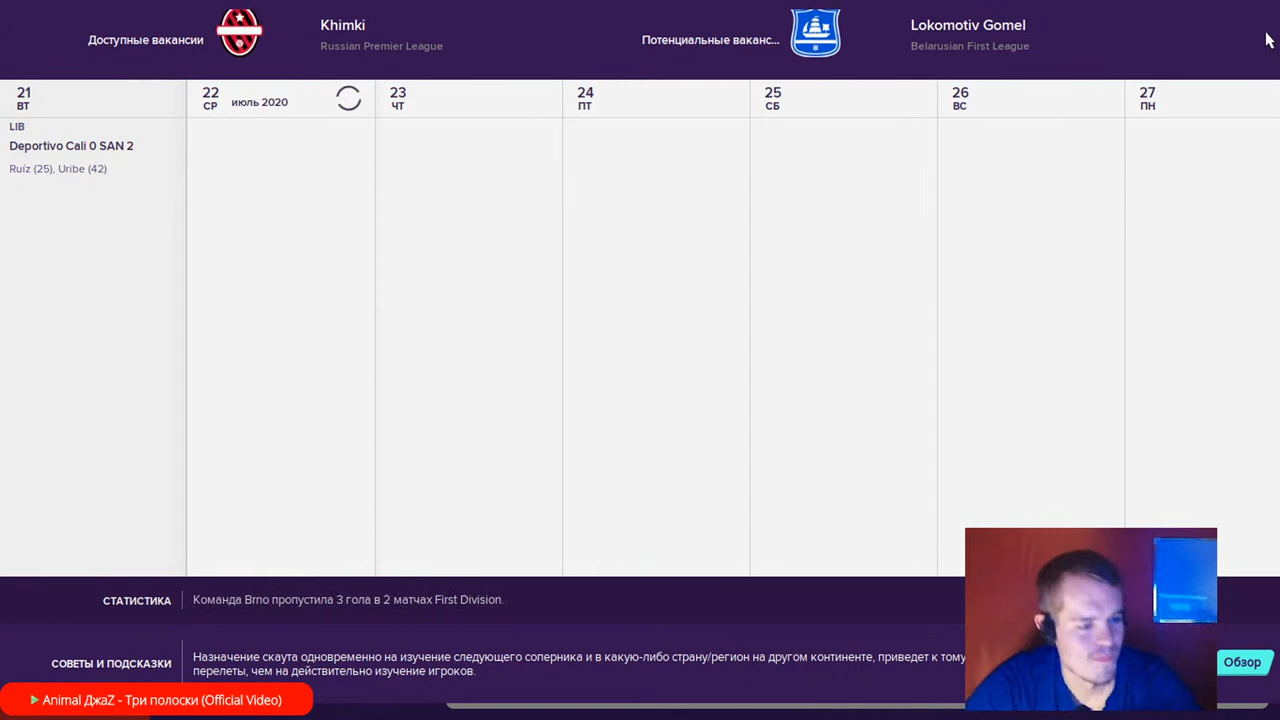 Доступные вакансии
Khimki
Russian Premier League
Потенциальные ваканс...
Lokomotiv Gomel
Belarusian First League
21
ВТ
22
СР
июль 2020
23
ЧТ
24
ПТ
25
СБ
26
ВС
27
ПН
LIB
Deportivo Cali 0 SAN 2
Ruíz (25), Uribe (42)
СТАТИСТИКА
Команда Brno пропустила 3 гола в 2 матчах First Division.
СОВЕТЫ И ПОДСКАЗКИ
Назначение скаута одновременно на изучение следующего соперника и в какую-либо страну/регион на другом континенте, приведет к тому
перелеты, чем на действительно изучение игроков.
Обзор
Animal ДжаZ - Три полоски (Official Video)